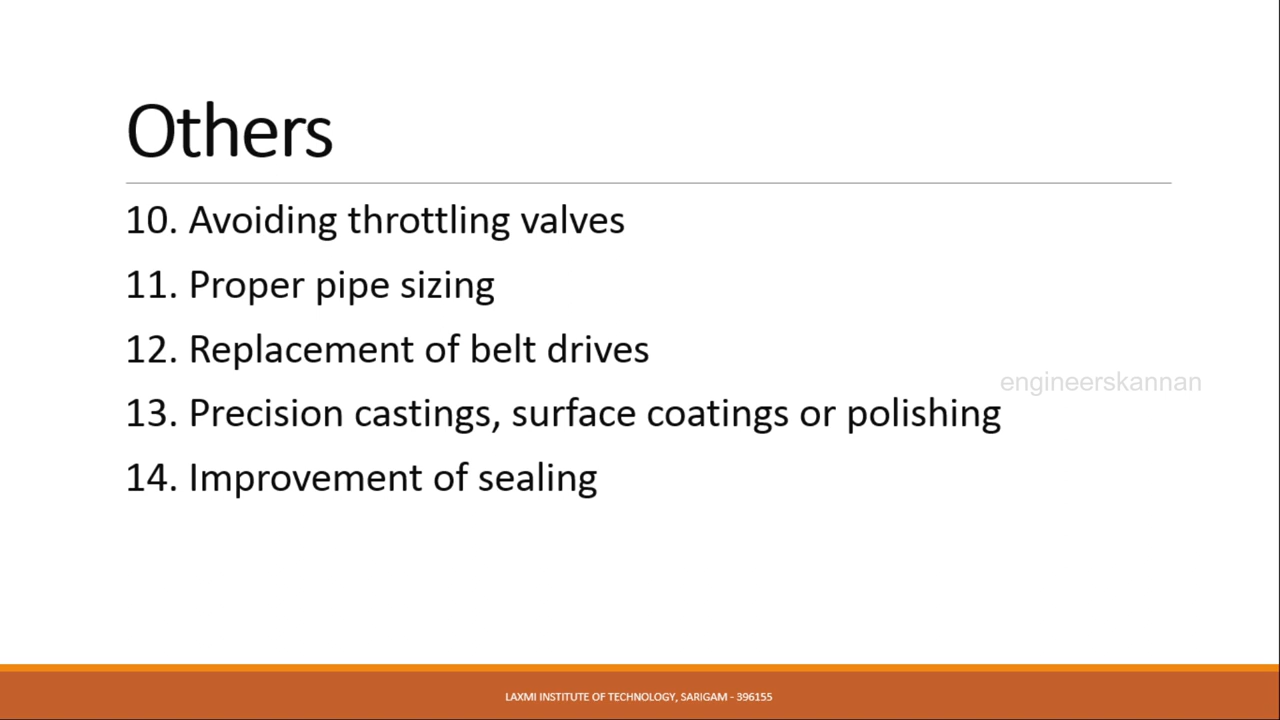 Others
10. Avoiding throttling valves
11. Proper pipe sizing
12. Replacement of belt drives
engineerskannan
13. Precision castings, surface coatings or polishing
14. Improvement of sealing
LAXMI INSTITUTE OF TECHNOLOGY, SARIGAM - 396155